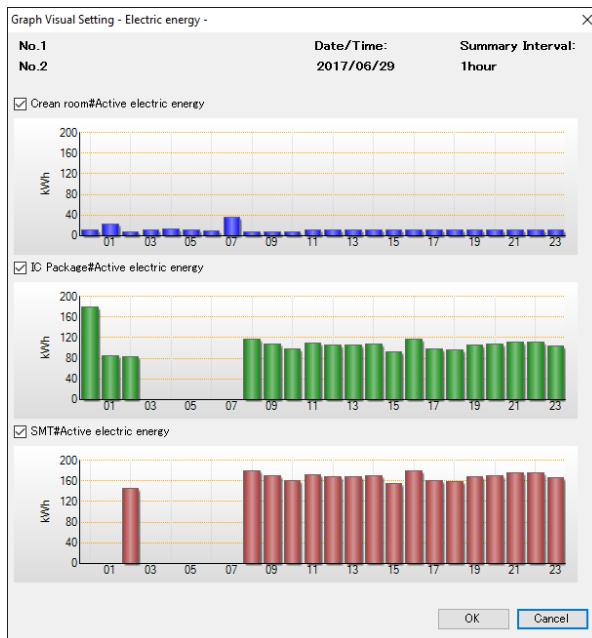 Graph Visual Setting - Electric energy -
No.1 Date/Time: Summary Interval:
No.2 2017/06/29 1hour
Crean room#Active electric energy
200
160
120
80
40
0
kWh
01 03 05 07 09 11 13 15 17 19 21 23
IC Package#Active electric energy
200
160
120
80
40
0
kWh
01 03 05 07 09 11 13 15 17 19 21 23
SMT#Active electric energy
200
160
120
80
40
0
kWh
01 03 05 07 09 11 13 15 17 19 21 23
OK Cancel